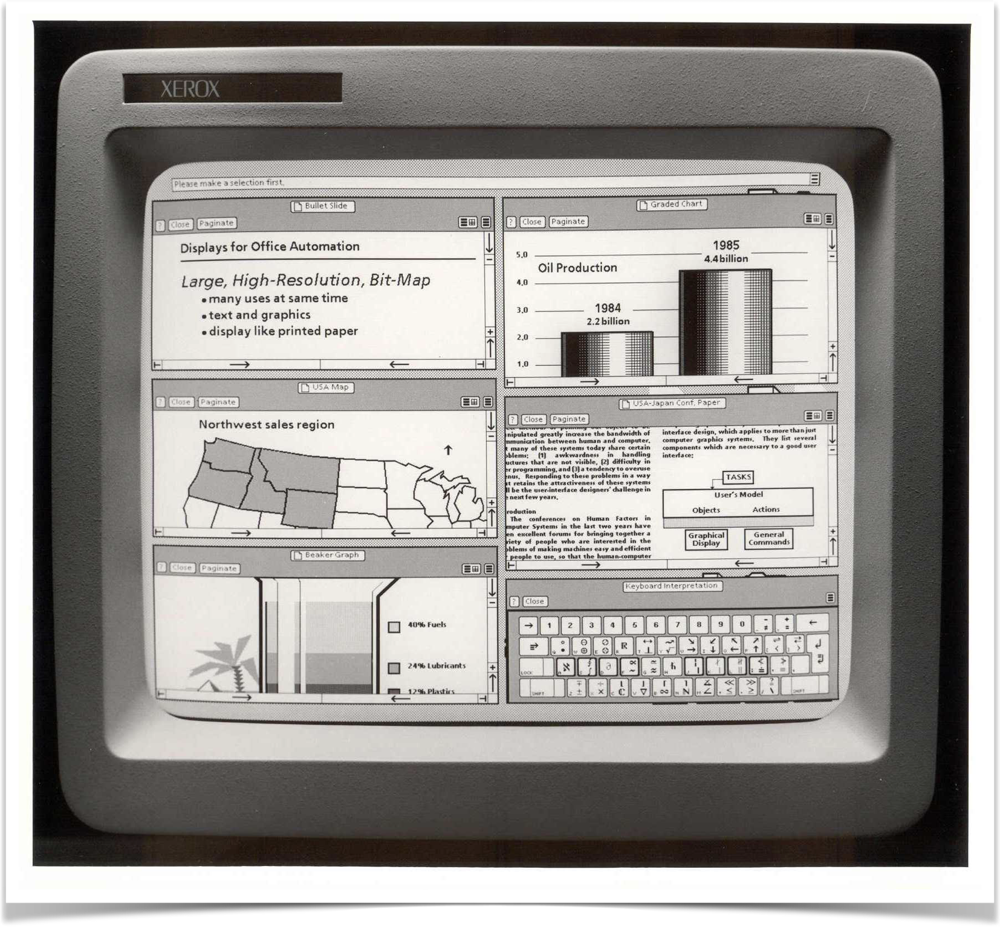 XEROX
Please make a selection first.
Bullet Slide
? Close Paginate
Displays for Office Automation
Large, High-Resolution, Bit-Map
• many uses at same time
• text and graphics
• display like printed paper
Graded Chart
? Close Paginate
1985
5.0
4.4 billion
Oil Production
4.0
1984
3.0
2.2 billion
2.0
1.0
USA Map
? Close Paginate
Northwest sales region
USA-Japan Conf. Paper
? Close Paginate
nipulated greatly increase the bandwidth of
mmunication between human and computer.
t many of these systems today share certain
oblems: (1) awkwardness in handling
uctures that are not visible, (2) difficulty in
er programming, and (3) a tendency to overuse
enus. Responding to these problems in a way
t retains the attractiveness of these systems
ll be the user-interface designers' challenge in
e next few years.
roduction
The conferences on Human Factors in
mputer Systems in the last two years have
en excellent forums for bringing together a
riety of people who are interested in the
oblems of making machines easy and efficient
people to use, so that the human-computer
interface design, which applies to more than just
computer graphics systems. They list several
components which are necessary to a good user
interface:
TASKS
User's Model
Objects Actions
Graphical
Display
General
Commands
Beaker Graph
? Close Paginate
40% Fuels
24% Lubricants
12% Plastics
Keyboard Interpretation
? Close
→ 1 2 3 4 5 6 7 8 9 0 ←
LOCK
SHIFT SHIFT